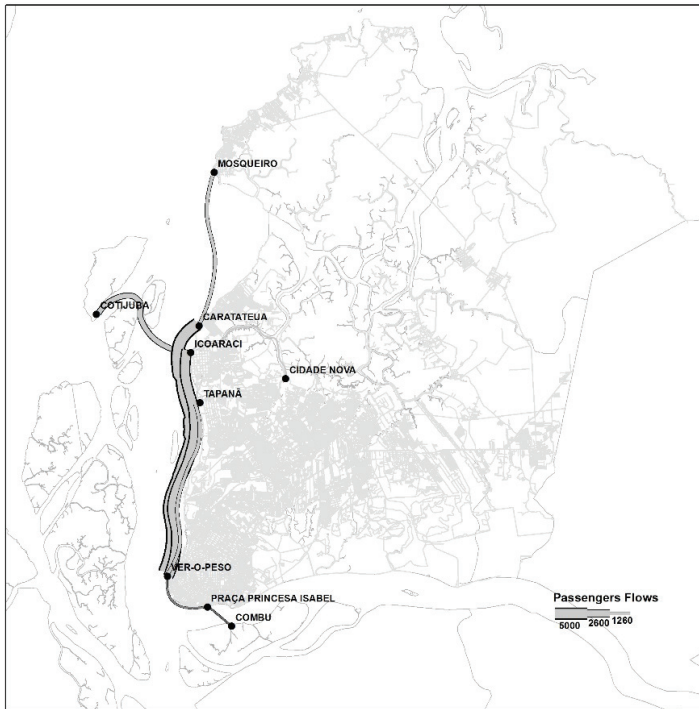 MOSQUEIRO
COTIJUBA
CARATATEUA
ICOARACI
CIDADE NOVA
TAPANÃ
VER-O-PESO
PRAÇA PRINCESA ISABEL
COMBU
Passengers Flows
5000 2600 1260